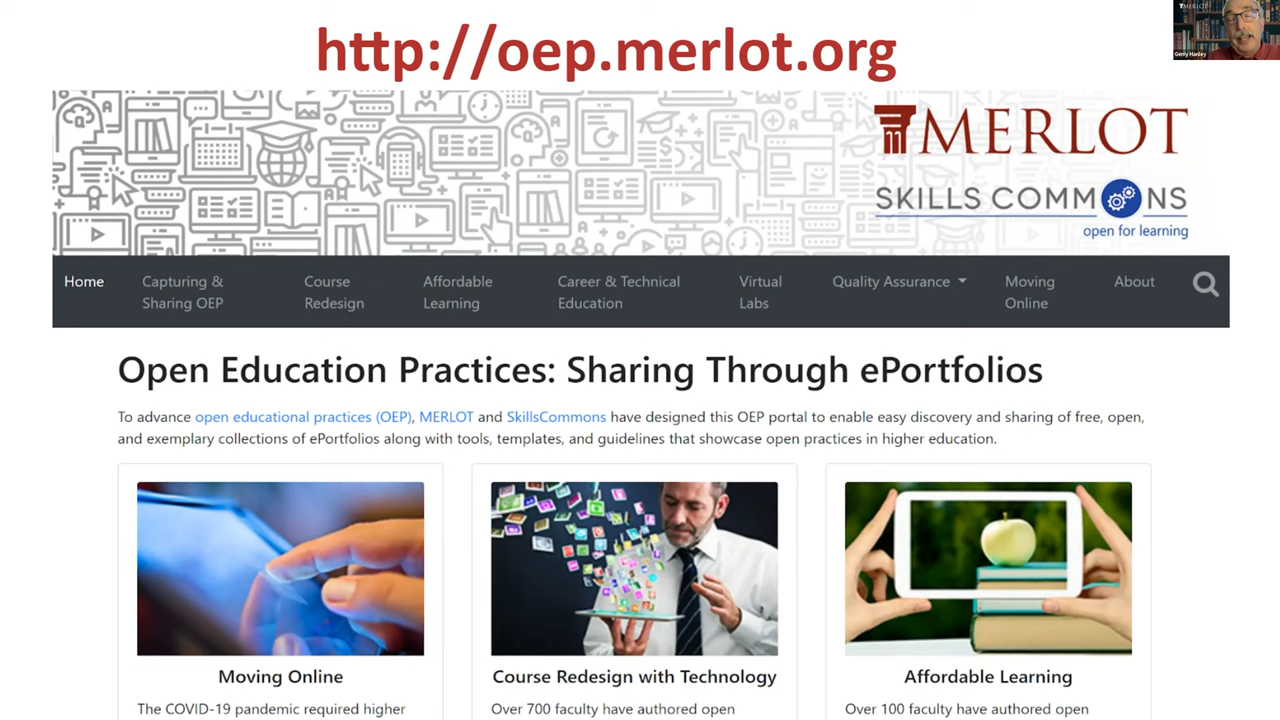 http://oep.merlot.org
MERLOT
Gerry Hanley
MERLOT
SKILLS COMMONS
open for learning
Home
Capturing &
Sharing OEP
Course
Redesign
Affordable
Learning
Career & Technical
Education
Virtual
Labs
Quality Assurance
Moving
Online
About
Open Education Practices: Sharing Through ePortfolios
To advance open educational practices (OEP), MERLOT and SkillsCommons have designed this OEP portal to enable easy discovery and sharing of free, open,
and exemplary collections of ePortfolios along with tools, templates, and guidelines that showcase open practices in higher education.
Moving Online
The COVID-19 pandemic required higher
Course Redesign with Technology
Over 700 faculty have authored open
Affordable Learning
Over 100 faculty have authored open